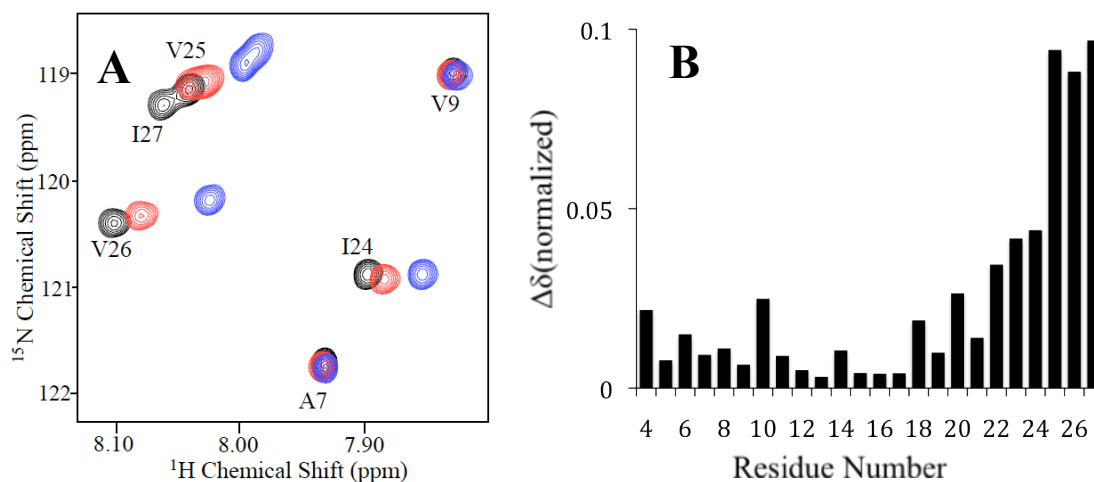 A
V25
I27
V9
V26
I24
A7
119
120
121
122
8.10
8.00
7.90
¹⁵N Chemical Shift (ppm)
¹H Chemical Shift (ppm)
B
0.1
0.05
0
4 6 8 10 12 14 16 18 20 22 24 26
Δδ(normalized)
Residue Number